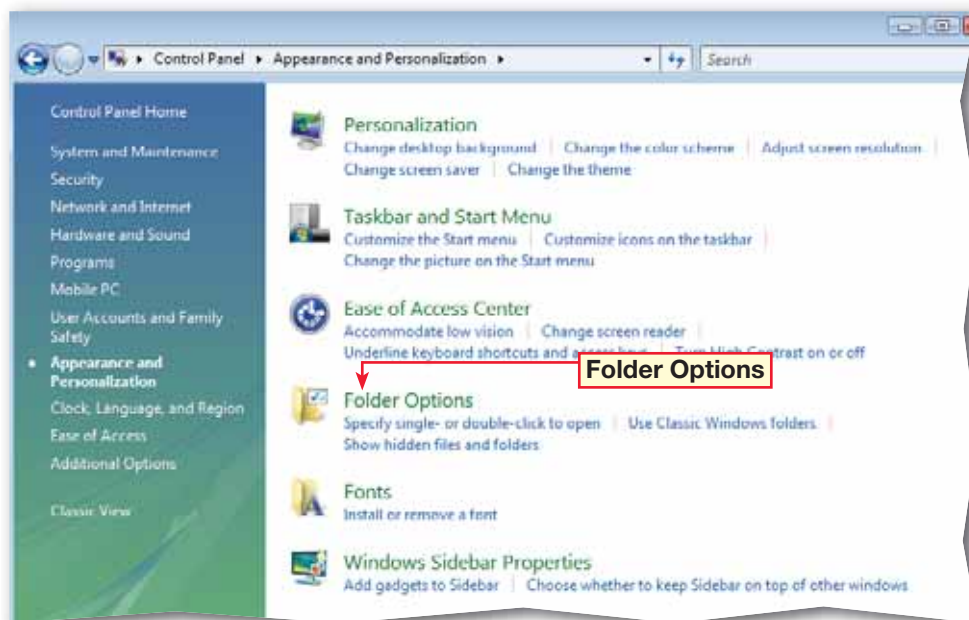 Control Panel Appearance and Personalization Search
Control Panel Home
System and Maintenance
Security
Network and Internet
Hardware and Sound
Programs
Mobile PC
User Accounts and Family
Safety
Appearance and
Personalization
Clock, Language, and Region
Ease of Access
Additional Options
Classic View
Personalization
Change desktop background Change the color scheme Adjust screen resolution
Change screen saver Change the theme
Taskbar and Start Menu
Customize the Start menu Customize icons on the taskbar
Change the picture on the Start menu
Ease of Access Center
Accommodate low vision Change screen reader
Underline keyboard shortcuts and access keys Turn High Contrast on or off
Folder Options
Folder Options
Specify single- or double-click to open Use Classic Windows folders
Show hidden files and folders
Fonts
Install or remove a font
Windows Sidebar Properties
Add gadgets to Sidebar Choose whether to keep Sidebar on top of other windows